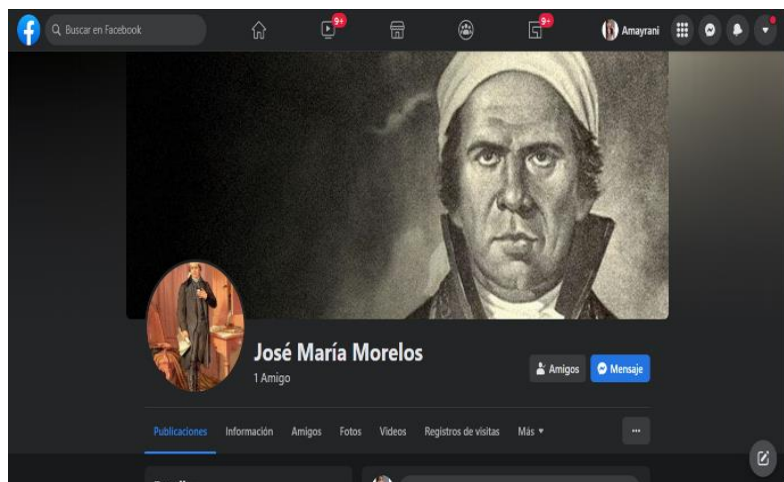 Buscar en Facebook
9+
9+
Amayrani
José María Morelos
1 Amigo
Amigos
Mensaje
Publicaciones Información Amigos Fotos Videos Registros de visitas Más